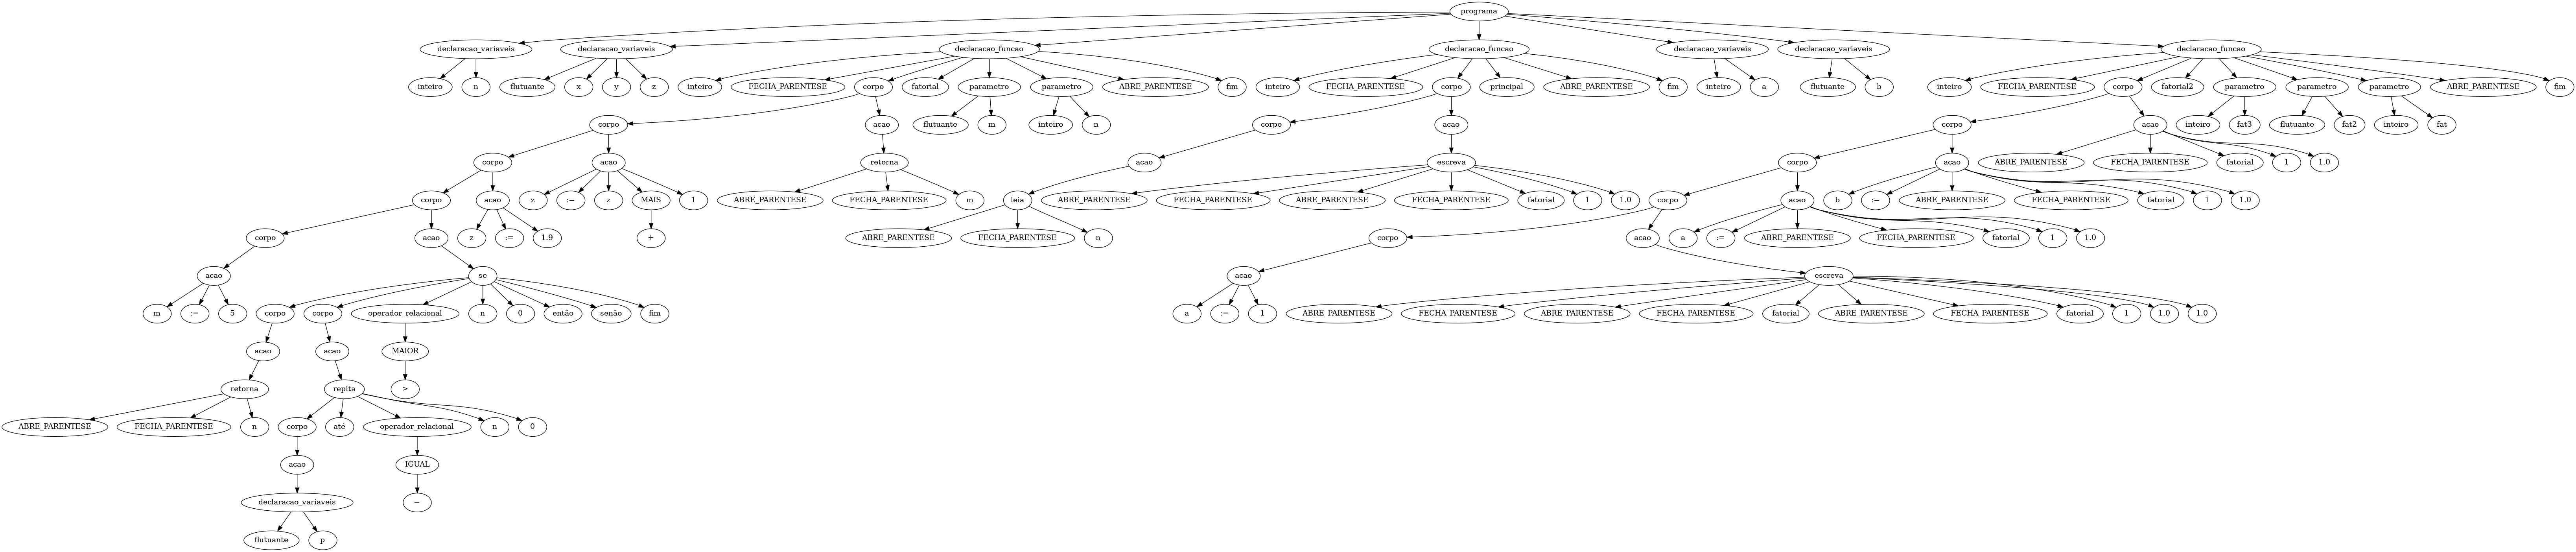 programa
declaracao_variaveis declaracao_variaveis declaracao_funcao declaracao_funcao declaracao_variaveis declaracao_variaveis declaracao_funcao
inteiro n flutuante x y z inteiro FECHA_PARENTESE corpo fatorial parametro parametro ABRE_PARENTESE fim inteiro FECHA_PARENTESE corpo principal ABRE_PARENTESE fim inteiro a flutuante b inteiro FECHA_PARENTESE corpo fatorial2 parametro parametro parametro ABRE_PARENTESE fim
corpo acao flutuante m inteiro n corpo acao corpo acao inteiro fat3 flutuante fat2 inteiro fat
corpo acao retorna acao escreva corpo acao ABRE_PARENTESE FECHA_PARENTESE fatorial 1 1.0
corpo acao z := z MAIS 1 ABRE_PARENTESE FECHA_PARENTESE m leia ABRE_PARENTESE FECHA_PARENTESE ABRE_PARENTESE FECHA_PARENTESE fatorial 1 1.0 corpo acao b := ABRE_PARENTESE FECHA_PARENTESE fatorial 1 1.0
corpo acao z := 1.9 + ABRE_PARENTESE FECHA_PARENTESE n corpo acao a := ABRE_PARENTESE FECHA_PARENTESE fatorial 1 1.0
acao se acao escreva
m := 5 corpo corpo operador_relacional n 0 então senão fim a := 1 ABRE_PARENTESE FECHA_PARENTESE ABRE_PARENTESE FECHA_PARENTESE fatorial ABRE_PARENTESE FECHA_PARENTESE fatorial 1 1.0 1.0
acao acao MAIOR
retorna repita >
ABRE_PARENTESE FECHA_PARENTESE n corpo até operador_relacional n 0
acao IGUAL
declaracao_variaveis =
flutuante p